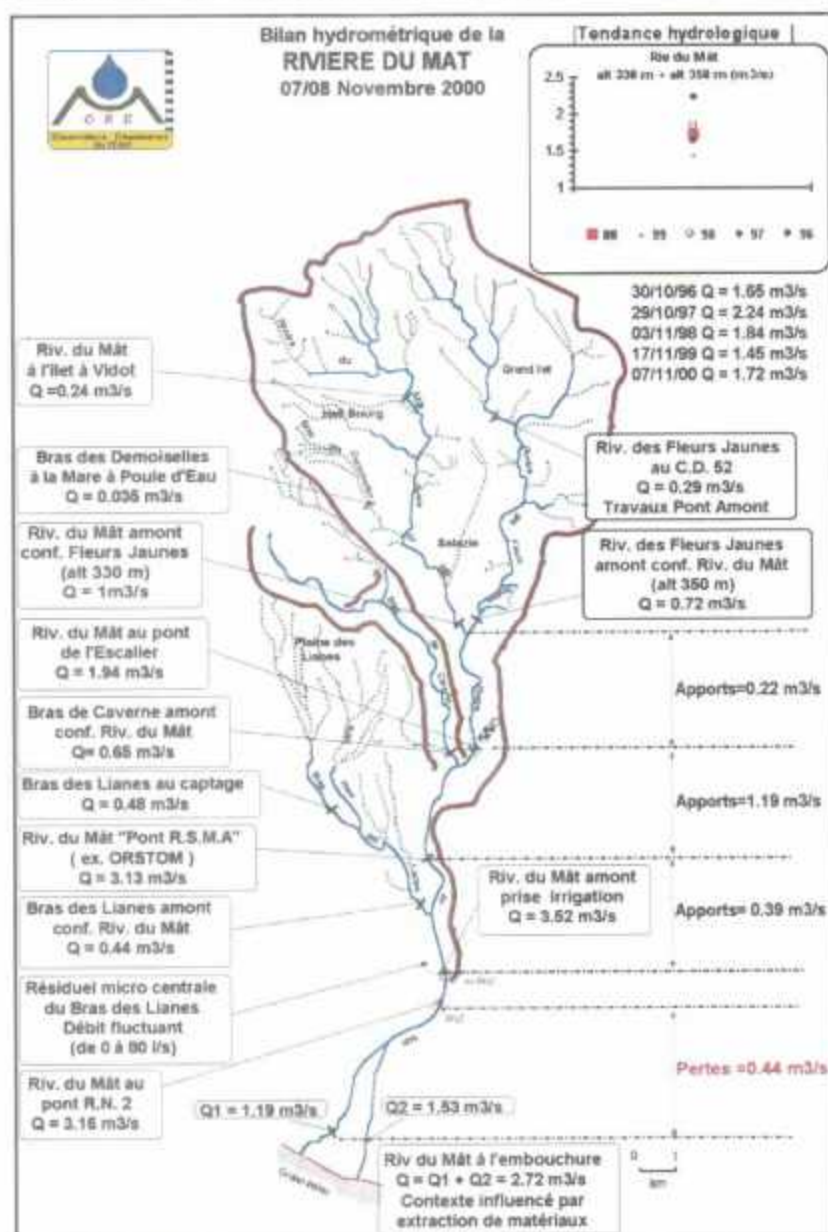 Bilan hydrométrique de la
RIVIERE DU MAT
07/08 Novembre 2000
O R E
Tendance hydrologique
Riv du Mât
alt 330 m + alt 350 m (m3/s)
2.5
2
1.5
1
00 99 98 97 96
30/10/96 Q = 1.65 m3/s
29/10/97 Q = 2.24 m3/s
03/11/98 Q = 1.84 m3/s
17/11/99 Q = 1.45 m3/s
07/11/00 Q = 1.72 m3/s
Riv. du Mât
à l'Ilet à Vidot
Q =0.24 m3/s
Bras des Demoiselles
à la Mare à Poule d'Eau
Q = 0.035 m3/s
Riv. du Mât amont
conf. Fleurs Jaunes
(alt 330 m)
Q = 1m3/s
Riv. du Mât au pont
de l'Escalier
Q = 1.94 m3/s
Bras de Caverne amont
conf. Riv. du Mât
Q= 0.65 m3/s
Bras des Lianes au captage
Q = 0.48 m3/s
Riv. du Mât "Pont R.S.M.A"
( ex. ORSTOM )
Q = 3.13 m3/s
Bras des Lianes amont
conf. Riv. du Mât
Q = 0.44 m3/s
Résiduel micro centrale
du Bras des Lianes
Débit fluctuant
(de 0 à 80 l/s)
Riv. du Mât au
pont R.N. 2
Q = 3.16 m3/s
du
Hell Bourg
Grand Ilet
Salazie
Plaine des
Lianes
Riv. des Fleurs Jaunes
au C.D. 52
Q = 0.29 m3/s
Travaux Pont Amont
Riv. des Fleurs Jaunes
amont conf. Riv. du Mât
(alt 350 m)
Q = 0.72 m3/s
Apports=0.22 m3/s
Apports=1.19 m3/s
Riv. du Mât amont
prise irrigation
Q = 3.52 m3/s
Apports= 0.39 m3/s
Pertes =0.44 m3/s
Q1 = 1.19 m3/s
Q2 = 1.53 m3/s
0 1
km
Riv du Mât à l'embouchure
Q = Q1 + Q2 = 2.72 m3/s
Contexte influencé par
extraction de matériaux